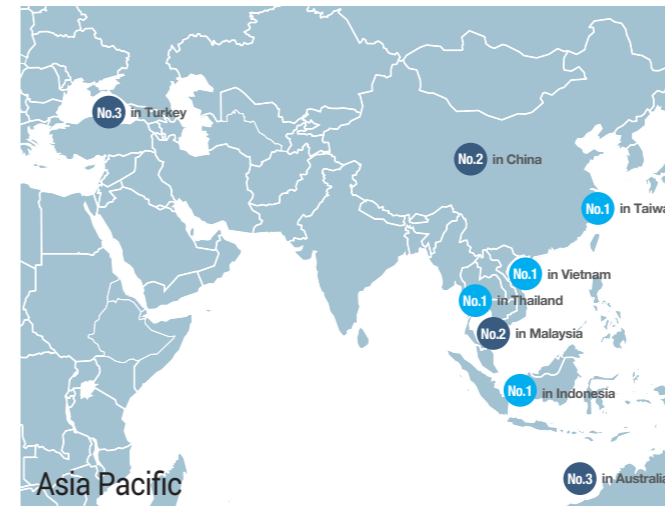 No.3 in Turkey
No.2 in China
No.1 in Taiwa
No.1 in Vietnam
No.1 in Thailand
No.2 in Malaysia
No.1 in Indonesia
No.3 in Australia
Asia Pacific